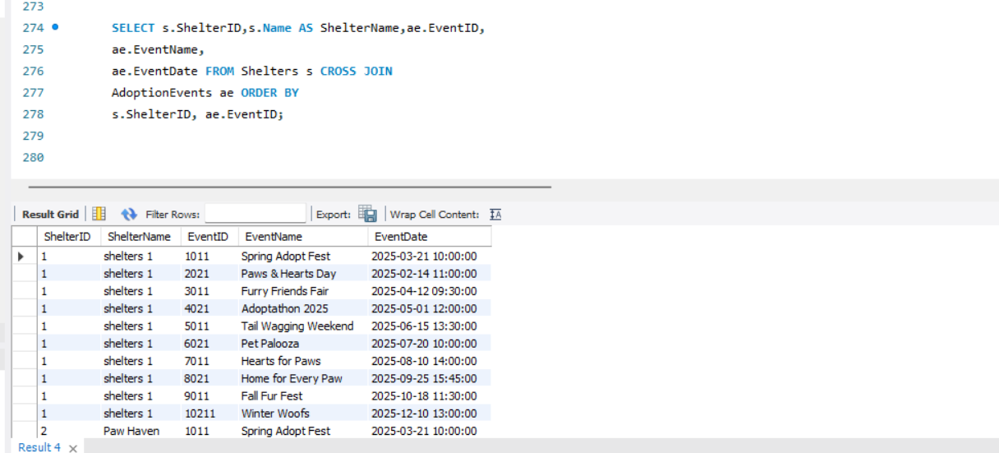 273
274 SELECT s.ShelterID,s.Name AS ShelterName,ae.EventID,
275 ae.EventName,
276 ae.EventDate FROM Shelters s CROSS JOIN
277 AdoptionEvents ae ORDER BY
278 s.ShelterID, ae.EventID;
279
280
Result Grid Filter Rows: Export: Wrap Cell Content:
ShelterID ShelterName EventID EventName EventDate
1 shelters 1 1011 Spring Adopt Fest 2025-03-21 10:00:00
1 shelters 1 2021 Paws & Hearts Day 2025-02-14 11:00:00
1 shelters 1 3011 Furry Friends Fair 2025-04-12 09:30:00
1 shelters 1 4021 Adoptathon 2025 2025-05-01 12:00:00
1 shelters 1 5011 Tail Wagging Weekend 2025-06-15 13:30:00
1 shelters 1 6021 Pet Palooza 2025-07-20 10:00:00
1 shelters 1 7011 Hearts for Paws 2025-08-10 14:00:00
1 shelters 1 8021 Home for Every Paw 2025-09-25 15:45:00
1 shelters 1 9011 Fall Fur Fest 2025-10-18 11:30:00
1 shelters 1 10211 Winter Woofs 2025-12-10 13:00:00
2 Paw Haven 1011 Spring Adopt Fest 2025-03-21 10:00:00
Result 4